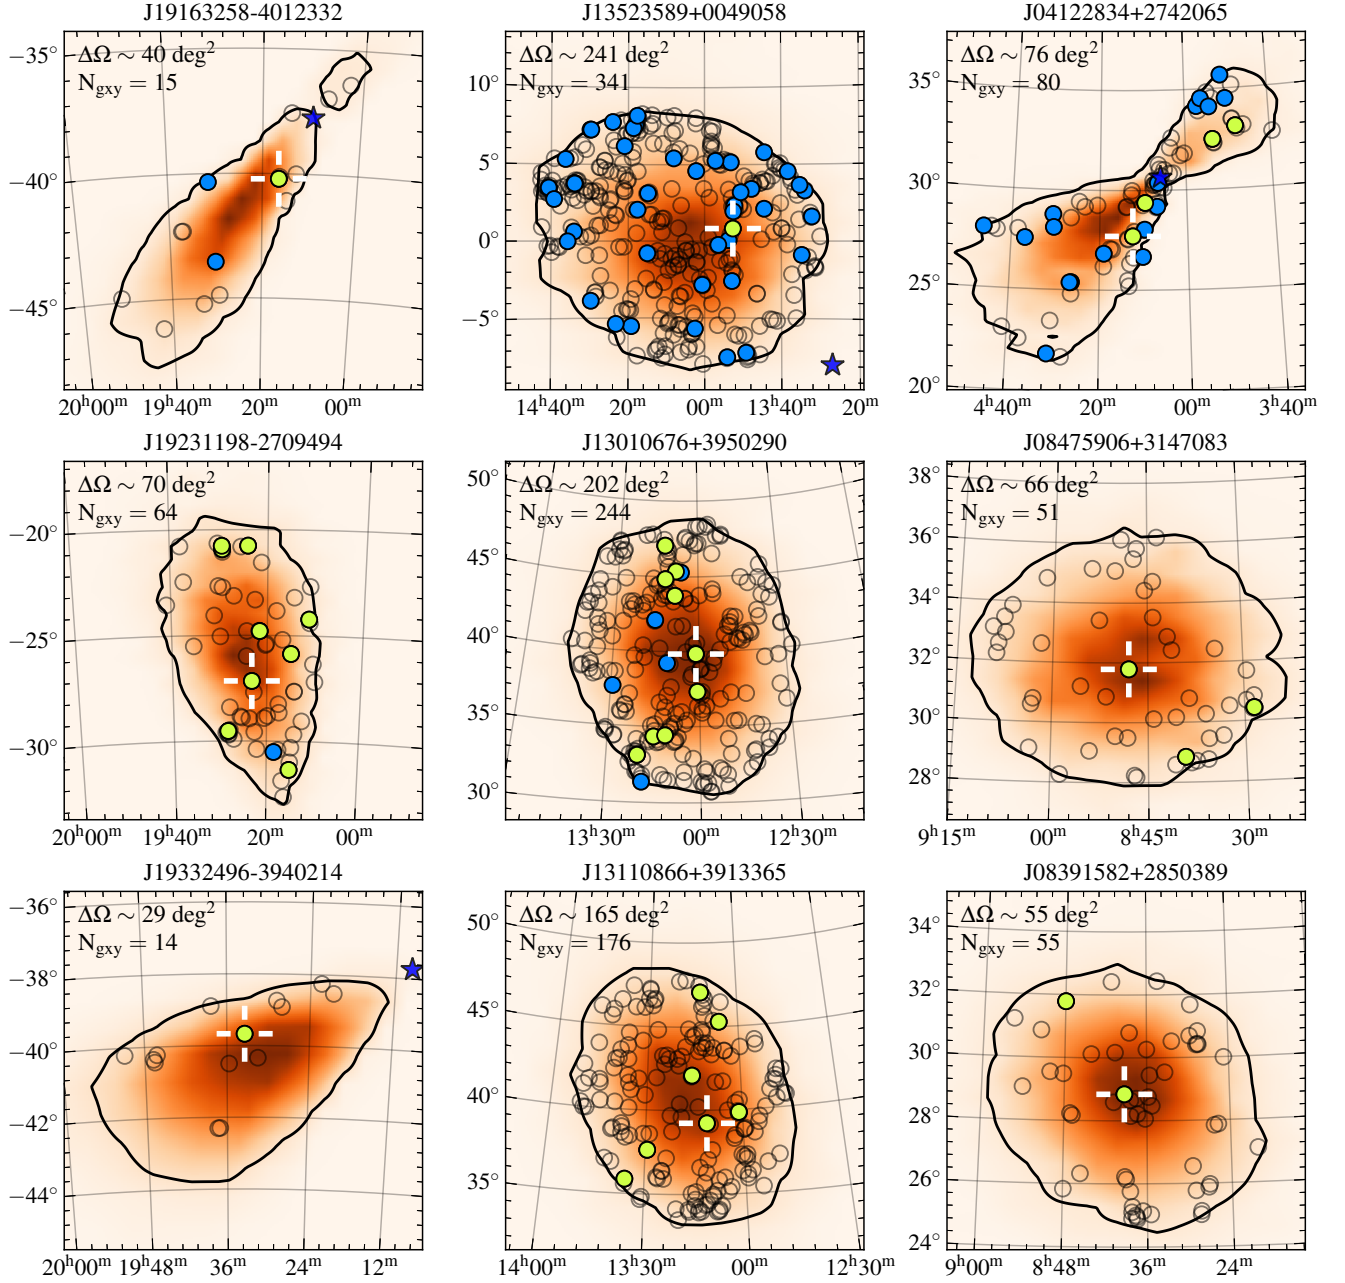 J19163258-4012332
J13523589+0049058
J04122834+2742065
ΔΩ ~ 40 deg²
N_gxy = 15
ΔΩ ~ 241 deg²
N_gxy = 341
ΔΩ ~ 76 deg²
N_gxy = 80
−35°
−40°
−45°
10°
5°
0°
−5°
35°
30°
25°
20°
20ʰ00ᵐ 19ʰ40ᵐ 20ᵐ 00ᵐ
14ʰ40ᵐ 20ᵐ 00ᵐ 13ʰ40ᵐ 20ᵐ
4ʰ40ᵐ 20ᵐ 00ᵐ 3ʰ40ᵐ
J19231198-2709494
J13010676+3950290
J08475906+3147083
ΔΩ ~ 70 deg²
N_gxy = 64
ΔΩ ~ 202 deg²
N_gxy = 244
ΔΩ ~ 66 deg²
N_gxy = 51
−20°
−25°
−30°
50°
45°
40°
35°
30°
38°
36°
34°
32°
30°
28°
20ʰ00ᵐ 19ʰ40ᵐ 20ᵐ 00ᵐ
13ʰ30ᵐ 00ᵐ 12ʰ30ᵐ
9ʰ15ᵐ 00ᵐ 8ʰ45ᵐ 30ᵐ
J19332496-3940214
J13110866+3913365
J08391582+2850389
ΔΩ ~ 29 deg²
N_gxy = 14
ΔΩ ~ 165 deg²
N_gxy = 176
ΔΩ ~ 55 deg²
N_gxy = 55
−36°
−38°
−40°
−42°
−44°
50°
45°
40°
35°
34°
32°
30°
28°
26°
24°
20ʰ00ᵐ 19ʰ48ᵐ 36ᵐ 24ᵐ 12ᵐ
14ʰ00ᵐ 13ʰ30ᵐ 00ᵐ 12ʰ30ᵐ
9ʰ00ᵐ 8ʰ48ᵐ 36ᵐ 24ᵐ